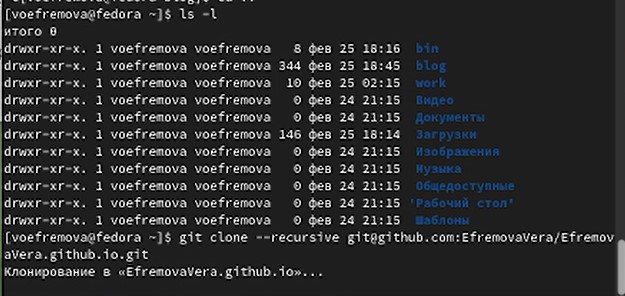 [voefremova@fedora ~]$ ls -l
итого 0
drwxr-xr-x. 1 voefremova voefremova 8 фев 25 18:16 bin
drwxr-xr-x. 1 voefremova voefremova 344 фев 25 18:45 blog
drwxr-xr-x. 1 voefremova voefremova 10 фев 25 02:15 work
drwxr-xr-x. 1 voefremova voefremova 0 фев 24 21:15 Видео
drwxr-xr-x. 1 voefremova voefremova 0 фев 24 21:15 Документы
drwxr-xr-x. 1 voefremova voefremova 146 фев 25 18:14 Загрузки
drwxr-xr-x. 1 voefremova voefremova 0 фев 24 21:15 Изображения
drwxr-xr-x. 1 voefremova voefremova 0 фев 24 21:15 Музыка
drwxr-xr-x. 1 voefremova voefremova 0 фев 24 21:15 Общедоступные
drwxr-xr-x. 1 voefremova voefremova 0 фев 24 21:15 'Рабочий стол'
drwxr-xr-x. 1 voefremova voefremova 0 фев 24 21:15 Шаблоны
[voefremova@fedora ~]$ git clone --recursive git@github.com:EfremovaVera/Efremov
aVera.github.io.git
Клонирование в «EfremovaVera.github.io»...